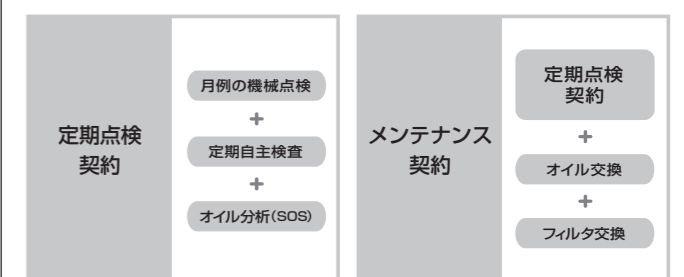 定期点検
契約
月例の機械点検
+
定期自主検査
+
オイル分析(SOS)
メンテナンス
契約
定期点検
契約
+
オイル交換
+
フィルタ交換